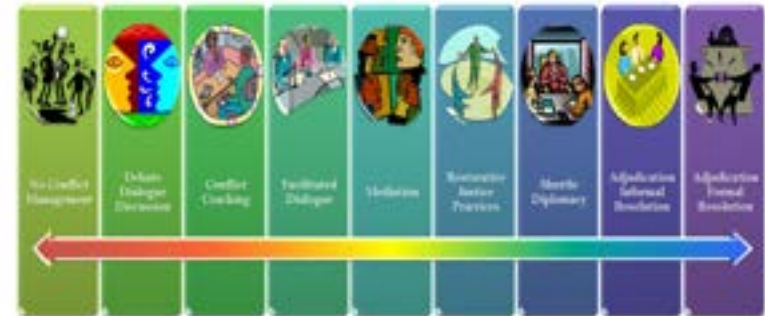 No Conflict
Management
Debate
Dialogue
Discussion
Conflict
Coaching
Facilitated
Dialogue
Mediation
Restorative
Justice
Practices
Shuttle
Diplomacy
Adjudication
Informal
Resolution
Adjudication
Formal
Resolution